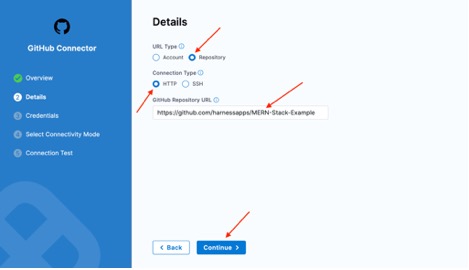 GitHub Connector
Overview
2 Details
3 Credentials
4 Select Connectivity Mode
5 Connection Test
Details
URL Type
Account Repository
Connection Type
HTTP SSH
GitHub Repository URL
https://github.com/harnessapps/MERN-Stack-Example
< Back
Continue >